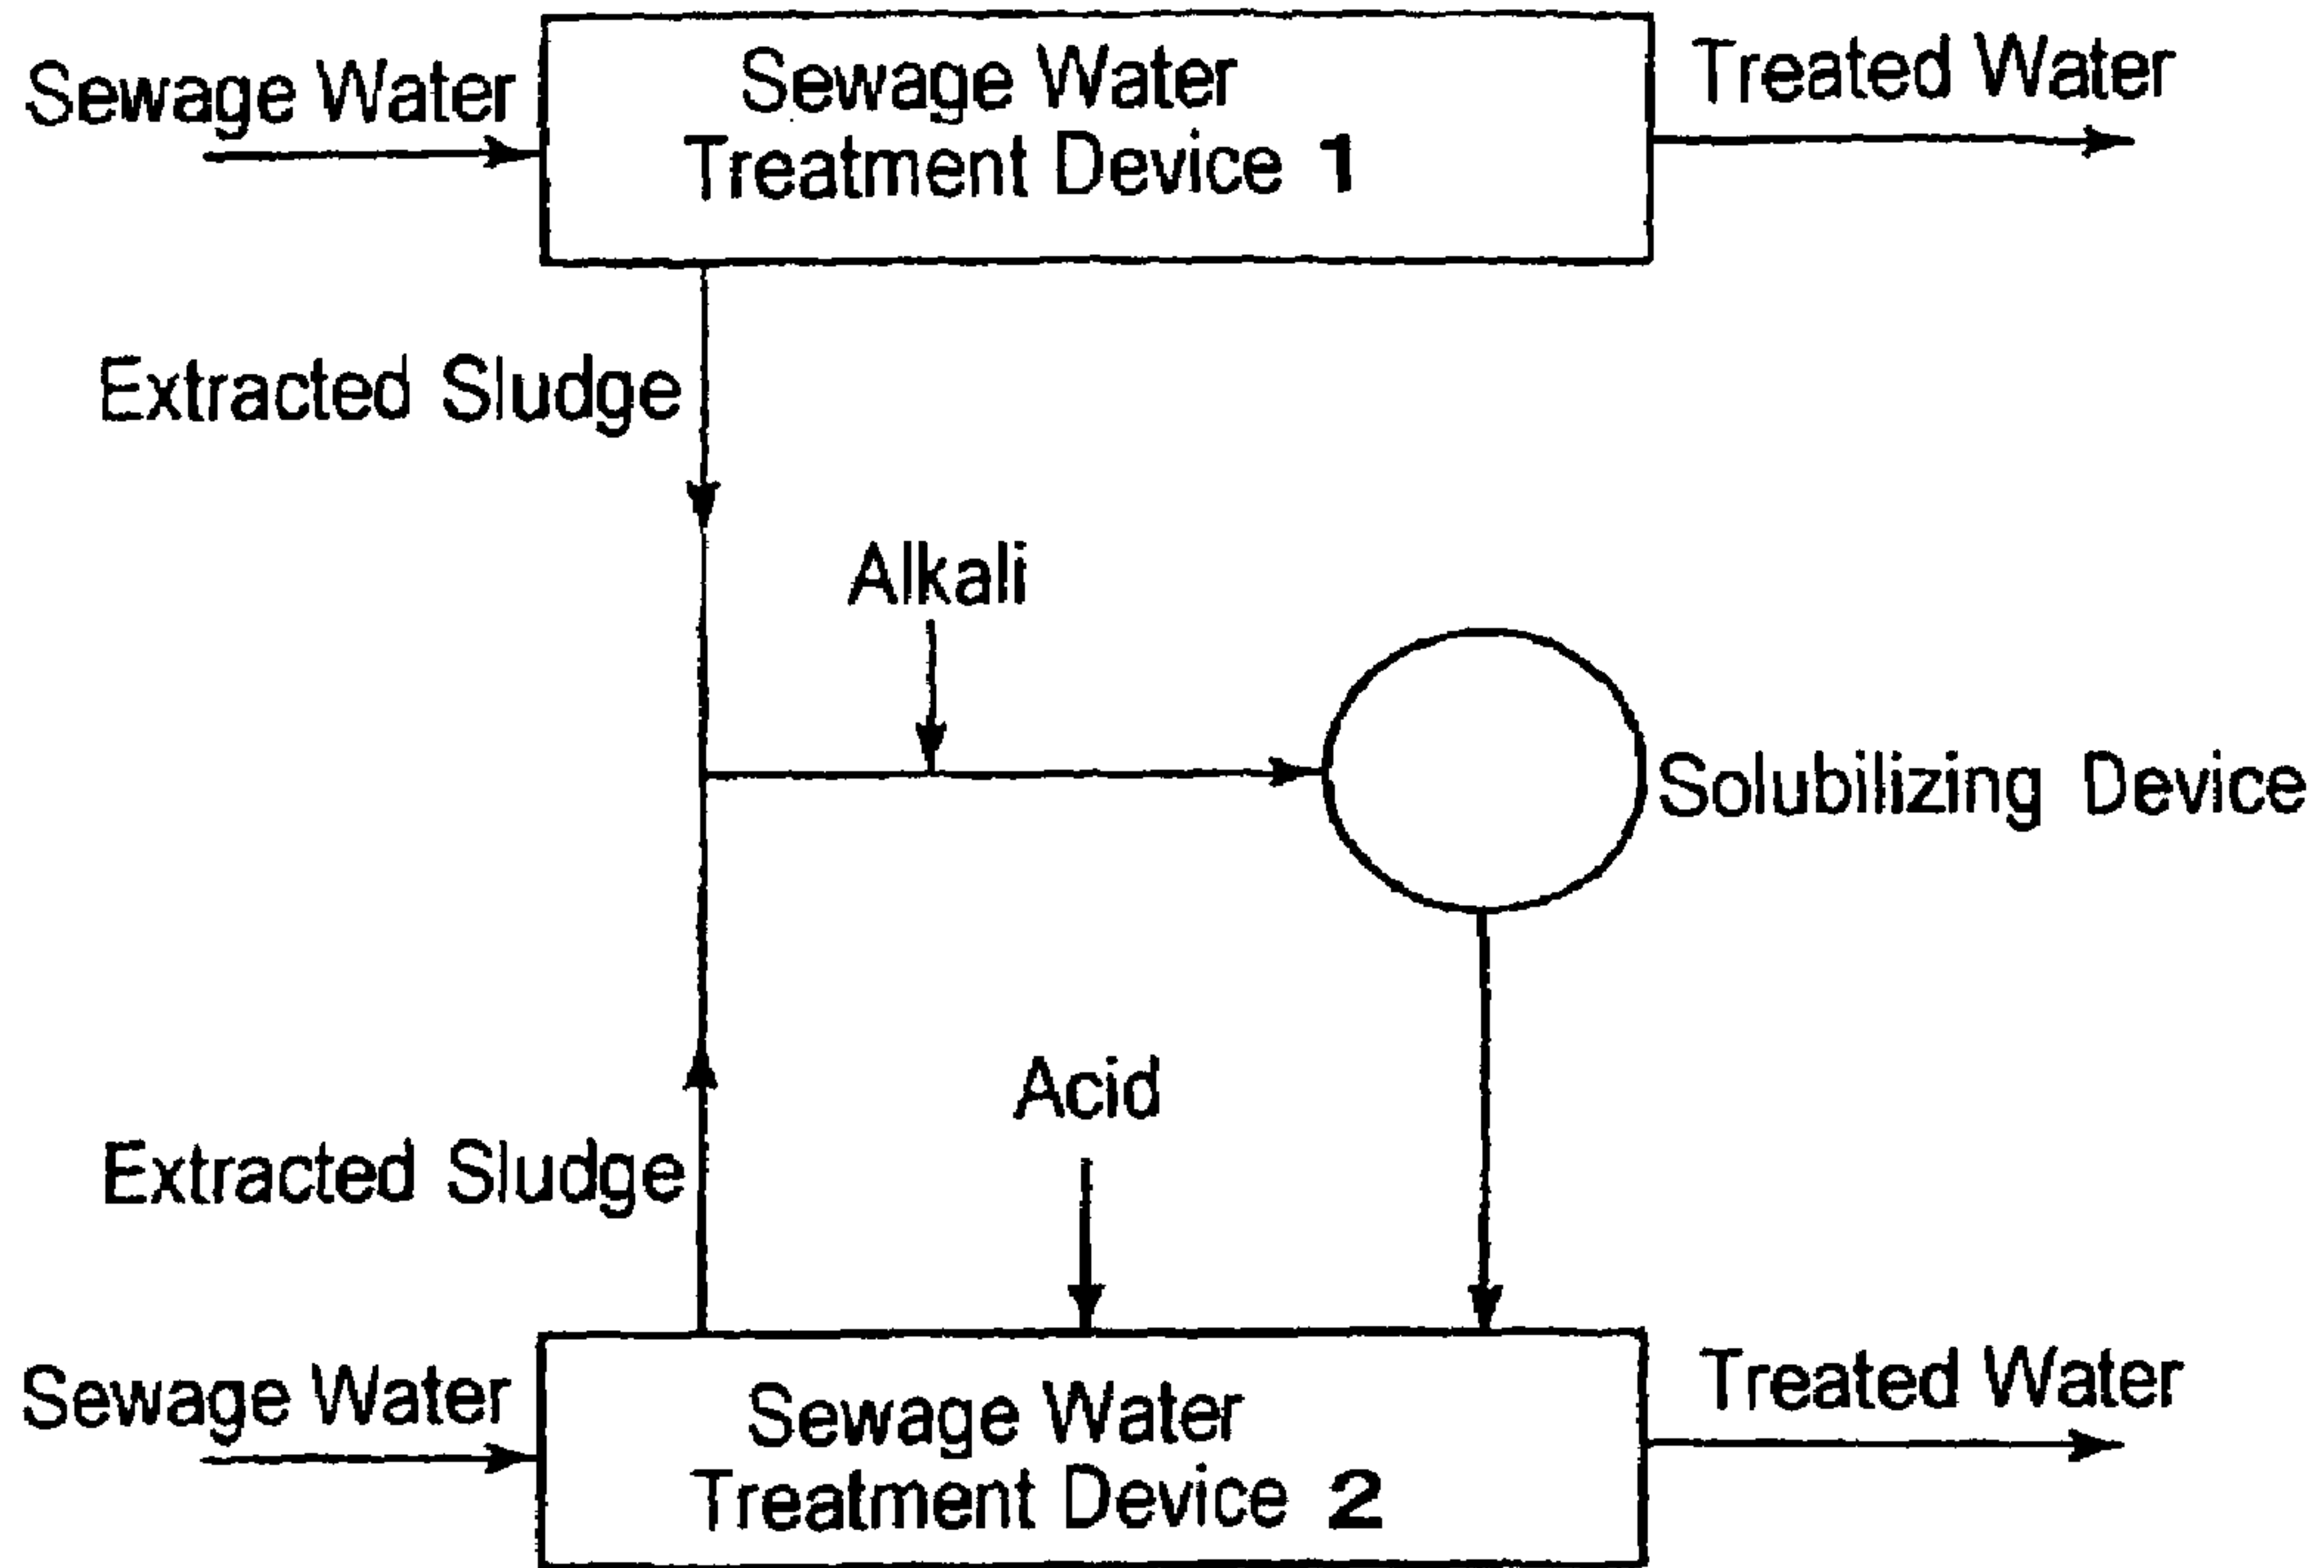 Sewage Water
Sewage Water
Treatment Device 1
Treated Water
Extracted Sludge
Alkali
Solubilizing Device
Acid
Extracted Sludge
Sewage Water
Sewage Water
Treatment Device 2
Treated Water